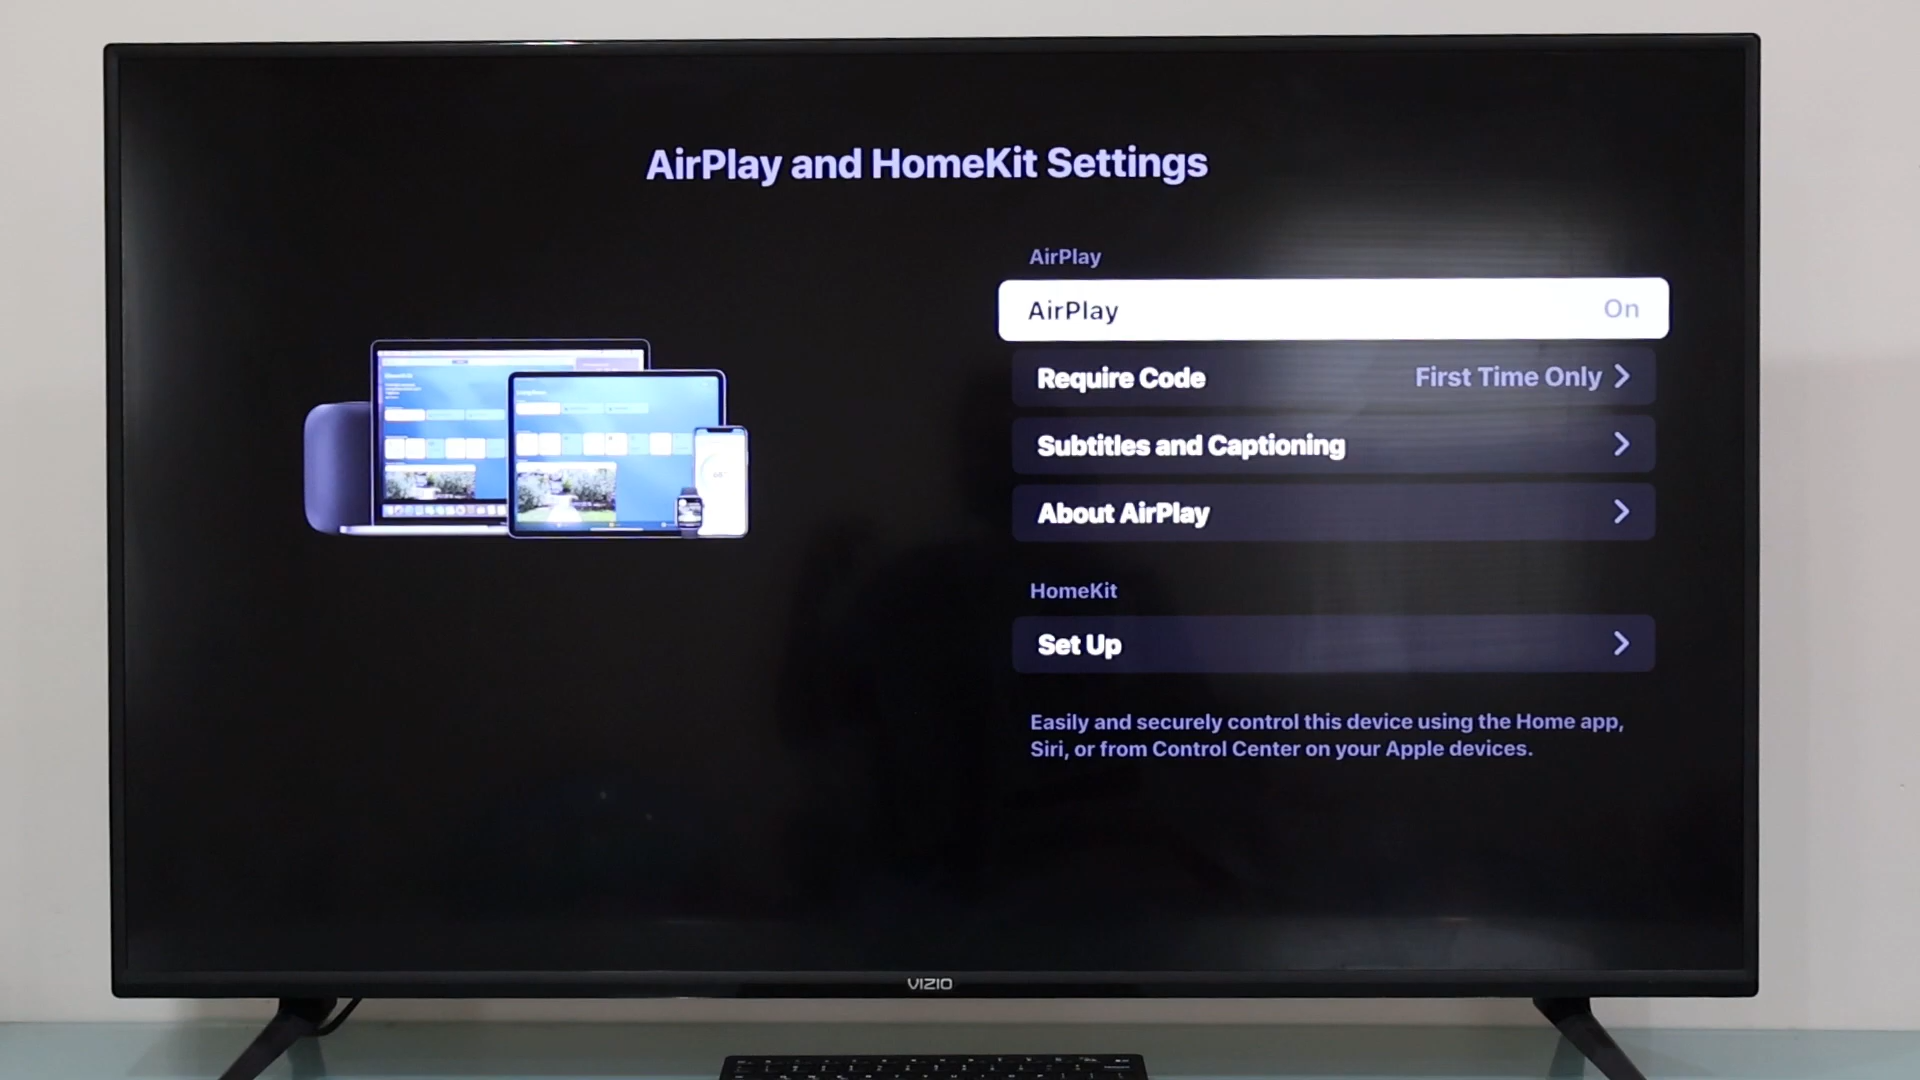 AirPlay and HomeKit Settings
AirPlay
AirPlay On
Require Code First Time Only
Subtitles and Captioning
About AirPlay
HomeKit
Set Up
Easily and securely control this device using the Home app,
Siri, or from Control Center on your Apple devices.
VIZIO